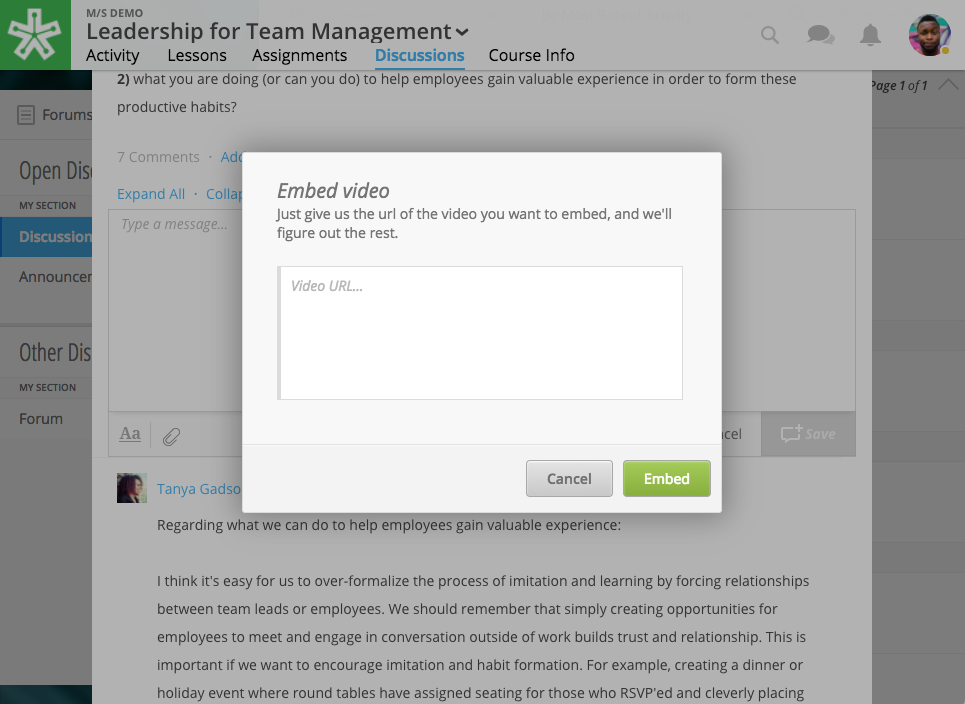 M/S DEMO
Leadership for Team Management
Activity Lessons Assignments Discussions Course Info
2) what you are doing (or can you do) to help employees gain valuable experience in order to form these
productive habits?
Page 1 of 1
Forums
7 Comments · Add
Open Disc
Expand All · Collap
MY SECTION
Type a message...
Discussion
Announcem
Other Dis
MY SECTION
Forum
Embed video
Just give us the url of the video you want to embed, and we'll
figure out the rest.
Video URL...
Aa
ncel
Save
Cancel Embed
Tanya Gadso
Regarding what we can do to help employees gain valuable experience:
I think it's easy for us to over-formalize the process of imitation and learning by forcing relationships
between team leads or employees. We should remember that simply creating opportunities for
employees to meet and engage in conversation outside of work builds trust and relationship. This is
important if we want to encourage imitation and habit formation. For example, creating a dinner or
holiday event where round tables have assigned seating for those who RSVP'ed and cleverly placing